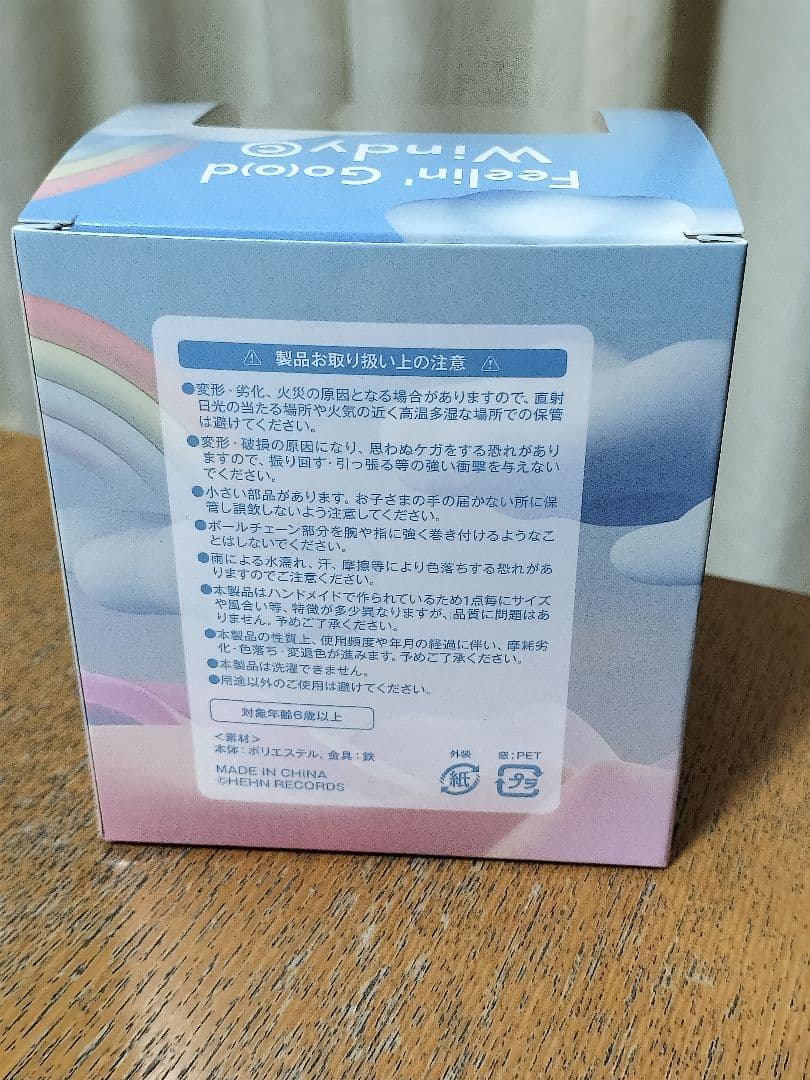 Feelin' Go(o)d
Windy©
⚠ 製品お取り扱い上の注意 ⚠
●変形・劣化、火災の原因となる場合がありますので、直射
日光の当たる場所や火気の近く高温多湿な場所での保管
は避けてください。
●変形・破損の原因になり、思わぬケガをする恐れがあり
ますので、振り回す・引っ張る等の強い衝撃を与えない
でください。
●小さい部品があります。お子さまの手の届かない所に保
管し誤飲しないよう注意してください。
●ボールチェーン部分を腕や指に強く巻き付けるようなこ
とはしないでください。
●雨による水濡れ、汗、摩擦等により色落ちする恐れがあ
りますのでご注意ください。
●本製品はハンドメイドで作られているため1点毎にサイズ
や風合い等、特徴が多少異なりますが、品質に問題はあ
りません。予めご了承ください。
●本製品の性質上、使用頻度や年月の経過に伴い、摩耗劣
化・色落ち・変退色が進みます。予めご了承ください。
●本製品は洗濯できません。
●用途以外のご使用は避けてください。
対象年齢6歳以上
<素材>
本体：ポリエステル、金具：鉄
MADE IN CHINA
©HEHN RECORDS
外装 窓：PET
紙 プラ